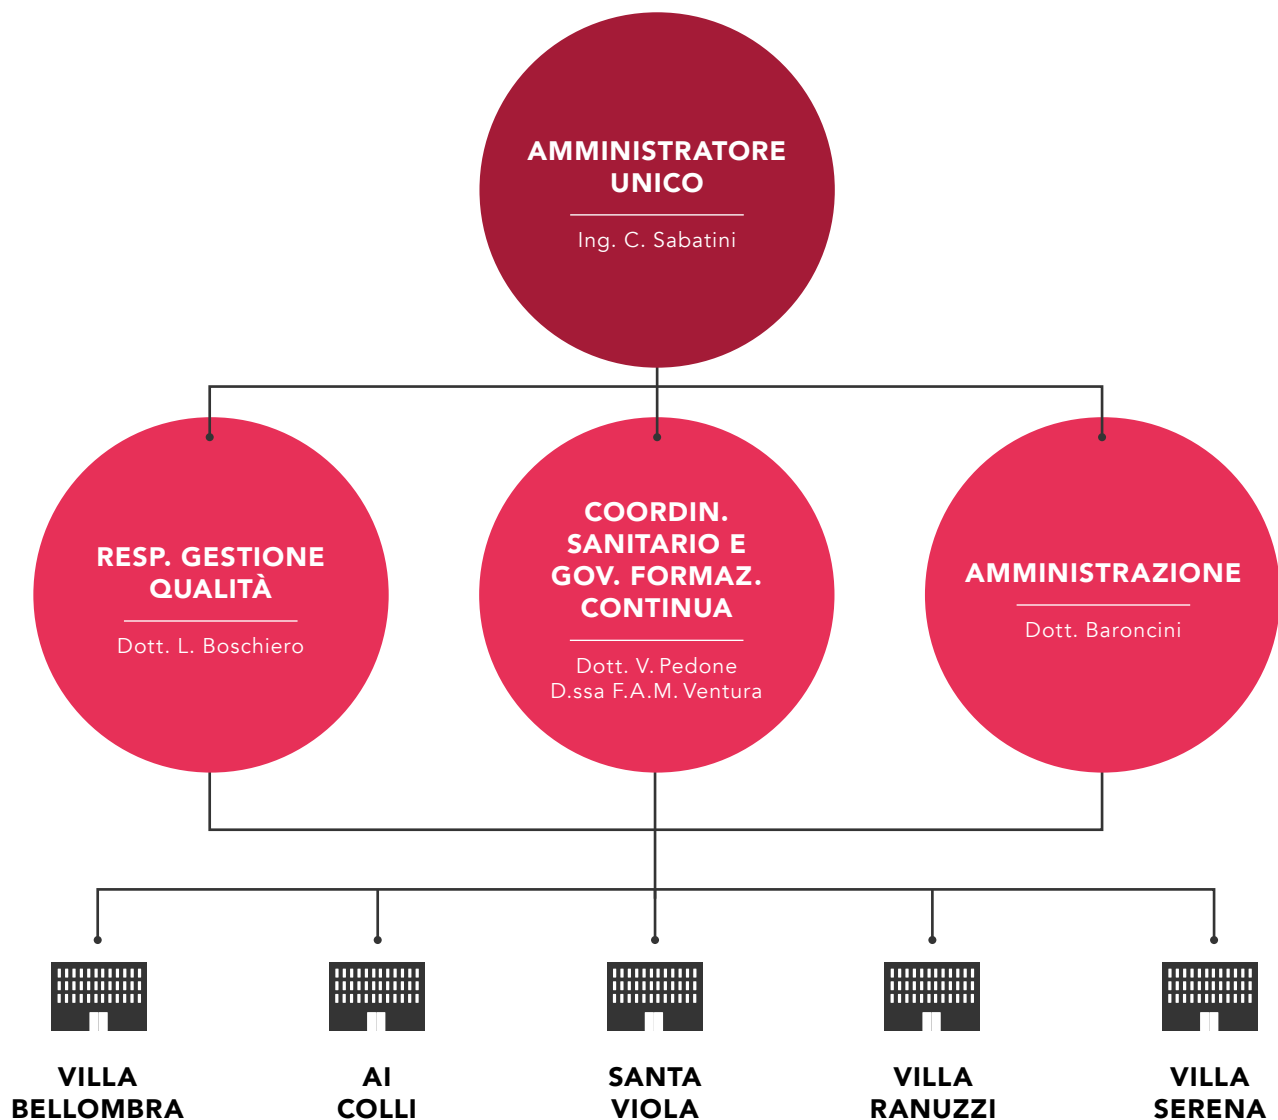 AMMINISTRATORE
UNICO
Ing. C. Sabatini
RESP. GESTIONE
QUALITÀ
Dott. L. Boschiero
COORDIN.
SANITARIO E
GOV. FORMAZ.
CONTINUA
Dott. V. Pedone
D.ssa F.A.M. Ventura
AMMINISTRAZIONE
Dott. Baroncini
VILLA
BELLOMBRA
AI
COLLI
SANTA
VIOLA
VILLA
RANUZZI
VILLA
SERENA